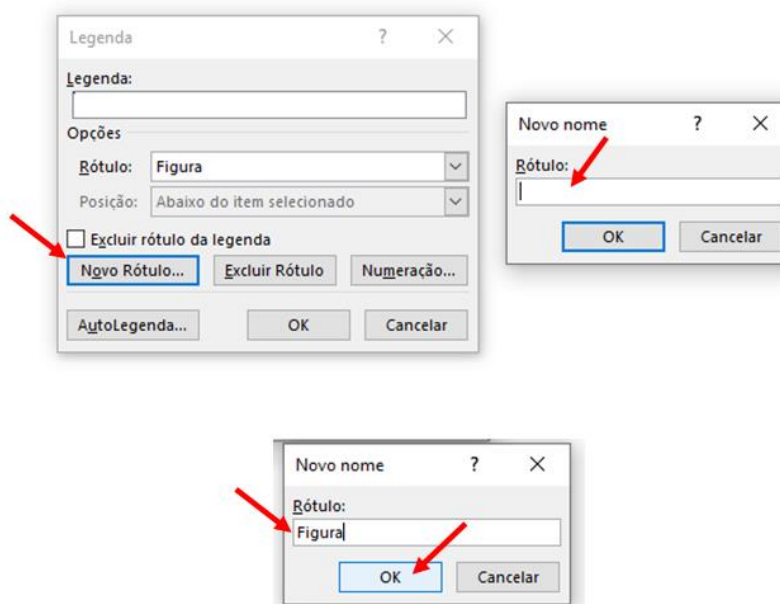 Legenda ? ×
Legenda:
Opções
Rótulo: Figura
Posição: Abaixo do item selecionado
Excluir rótulo da legenda
Novo Rótulo... Excluir Rótulo Numeração...
AutoLegenda... OK Cancelar
Novo nome ? ×
Rótulo:
OK Cancelar
Novo nome ? ×
Rótulo:
Figura
OK Cancelar